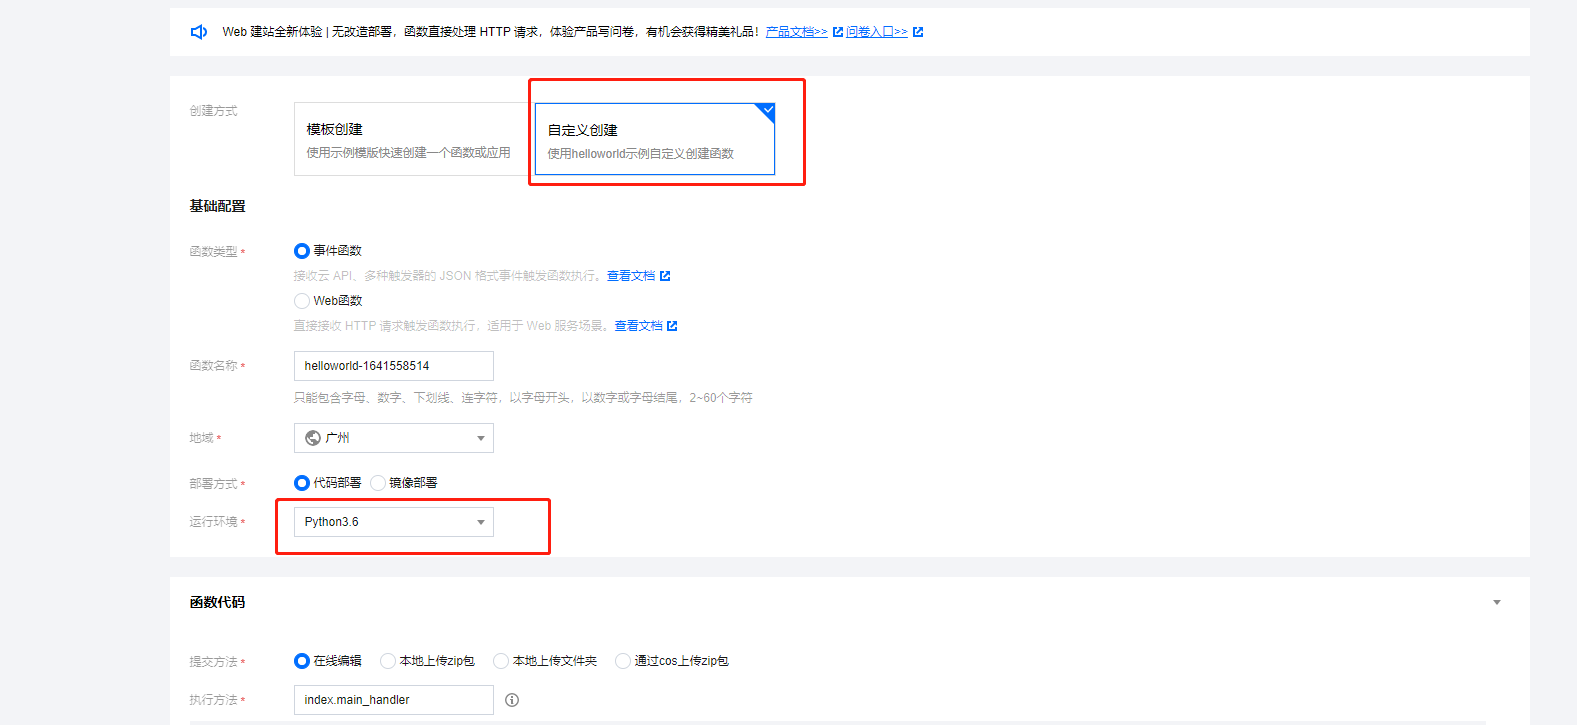 Web 建站全新体验 | 无改造部署，函数直接处理 HTTP 请求，体验产品写问卷，有机会获得精美礼品！ 产品文档>> 问卷入口>>
创建方式
模板创建
使用示例模版快速创建一个函数或应用
自定义创建
使用helloworld示例自定义创建函数
基础配置
函数类型 *
事件函数
接收云 API、多种触发器的 JSON 格式事件触发函数执行。查看文档
Web函数
直接接收 HTTP 请求触发函数执行，适用于 Web 服务场景。查看文档
函数名称 *
helloworld-1641558514
只能包含字母、数字、下划线、连字符，以字母开头，以数字或字母结尾，2~60个字符
地域 *
广州
部署方式 *
代码部署 镜像部署
运行环境 *
Python3.6
函数代码
提交方法 *
在线编辑 本地上传zip包 本地上传文件夹 通过cos上传zip包
执行方法 *
index.main_handler